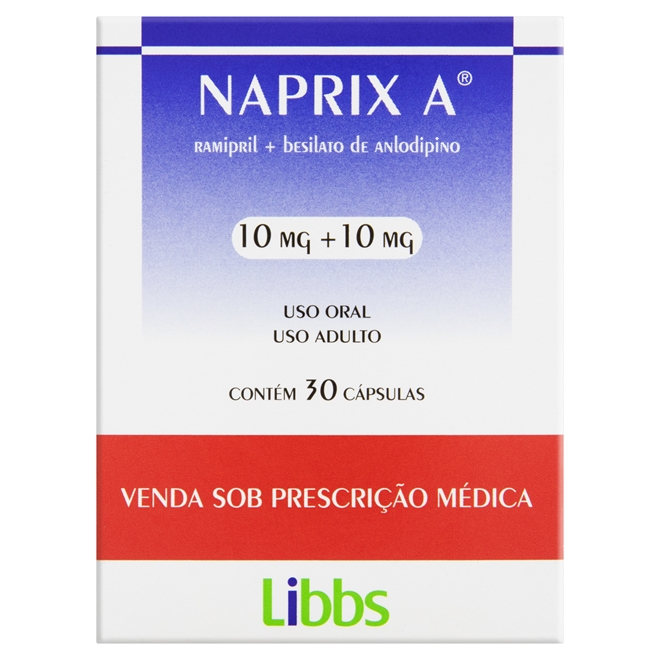 NAPRIX A®
RAMIPRIL + BESILATO DE ANLODIPINO
10 MG + 10 MG
USO ORAL
USO ADULTO
CONTÉM 30 CÁPSULAS
VENDA SOB PRESCRIÇÃO MÉDICA
Libbs